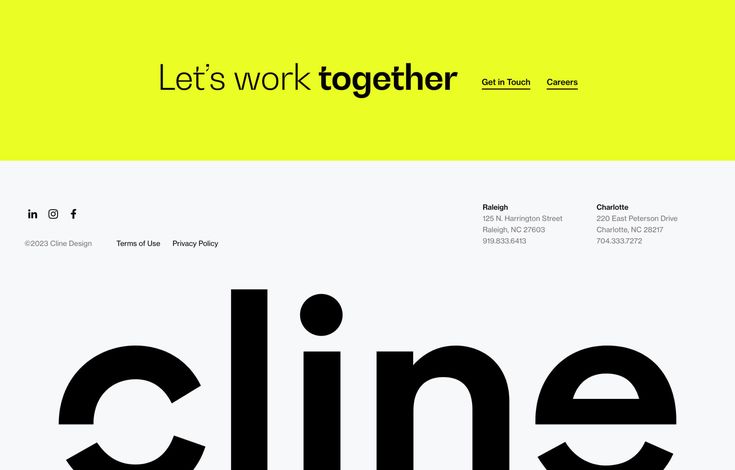 Let's work together
Get in Touch Careers
Raleigh
125 N. Harrington Street
Raleigh, NC 27603
919.833.6413
Charlotte
220 East Peterson Drive
Charlotte, NC 28217
704.333.7272
©2023 Cline Design Terms of Use Privacy Policy
cline